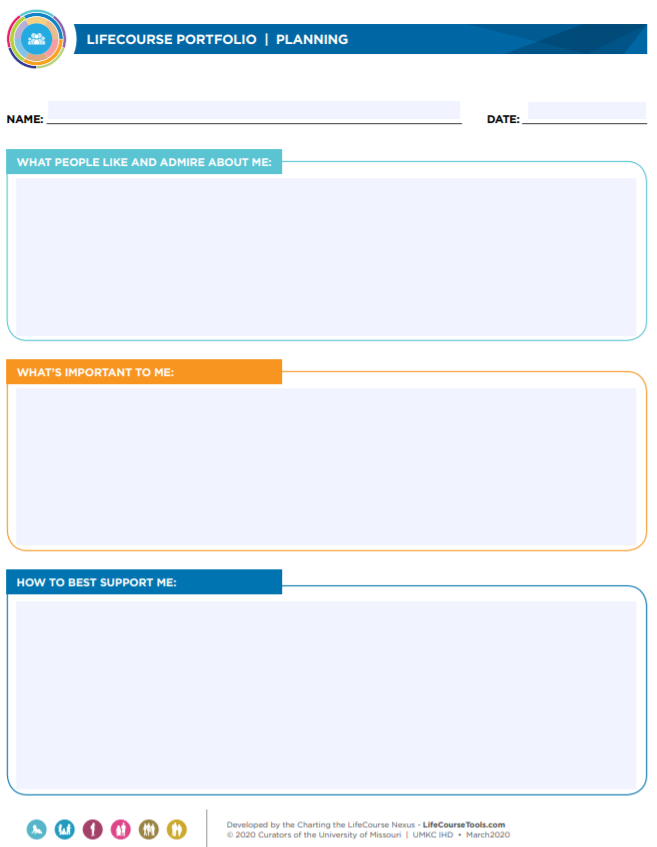 LIFECOURSE PORTFOLIO | PLANNING
NAME: DATE:
WHAT PEOPLE LIKE AND ADMIRE ABOUT ME:
WHAT'S IMPORTANT TO ME:
HOW TO BEST SUPPORT ME:
Developed by the Charting the LifeCourse Nexus - LifeCourseTools.com
© 2020 Curators of the University of Missouri | UMKC IHD • March2020